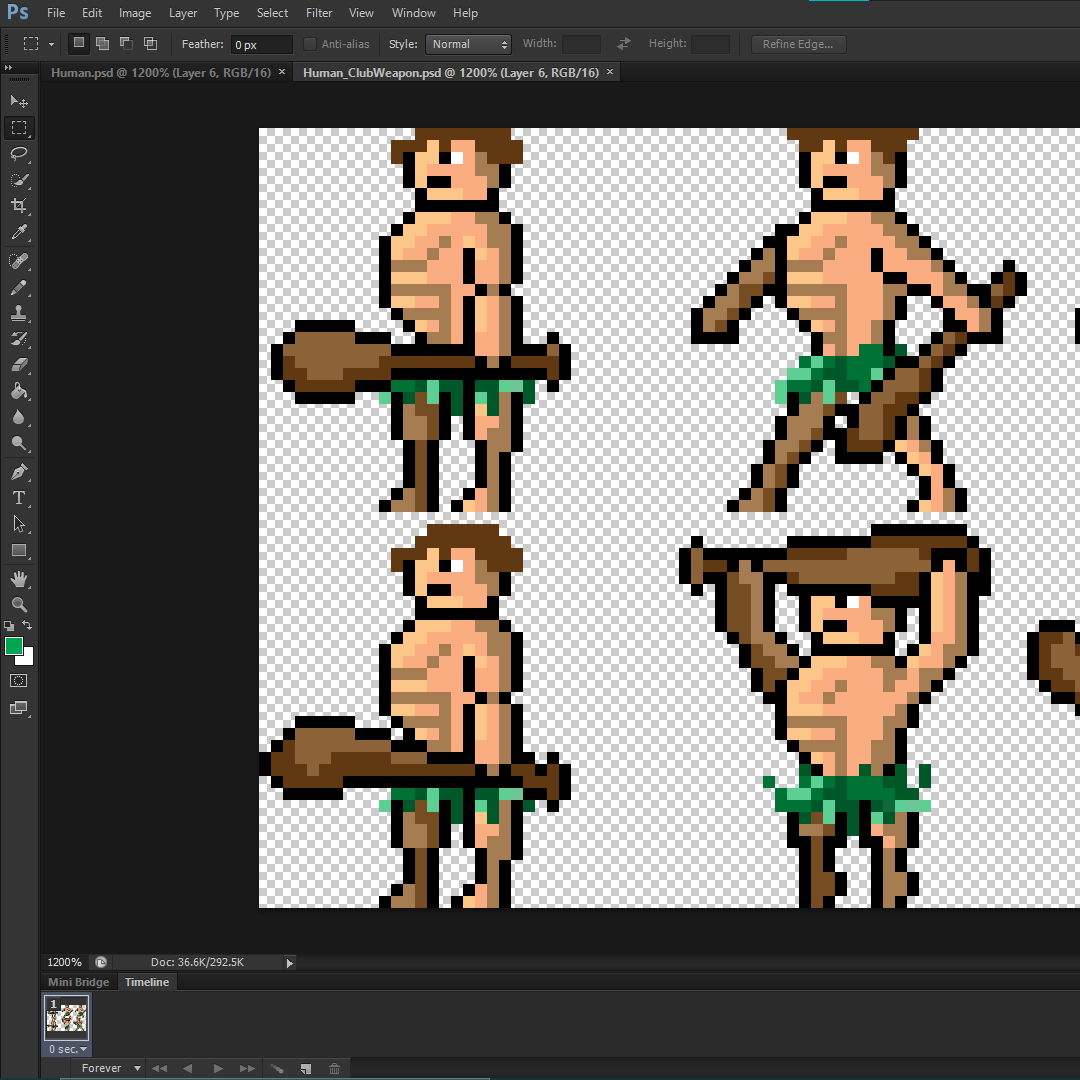 Ps File Edit Image Layer Type Select Filter View Window Help
Feather: 0 px Anti-alias Style: Normal Width: Height: Refine Edge...
Human.psd @ 1200% (Layer 6, RGB/16) × Human_ClubWeapon.psd @ 1200% (Layer 6, RGB/16) ×
T
1200% Doc: 36.6K/292.5K
Mini Bridge Timeline
1
0 sec.
Forever